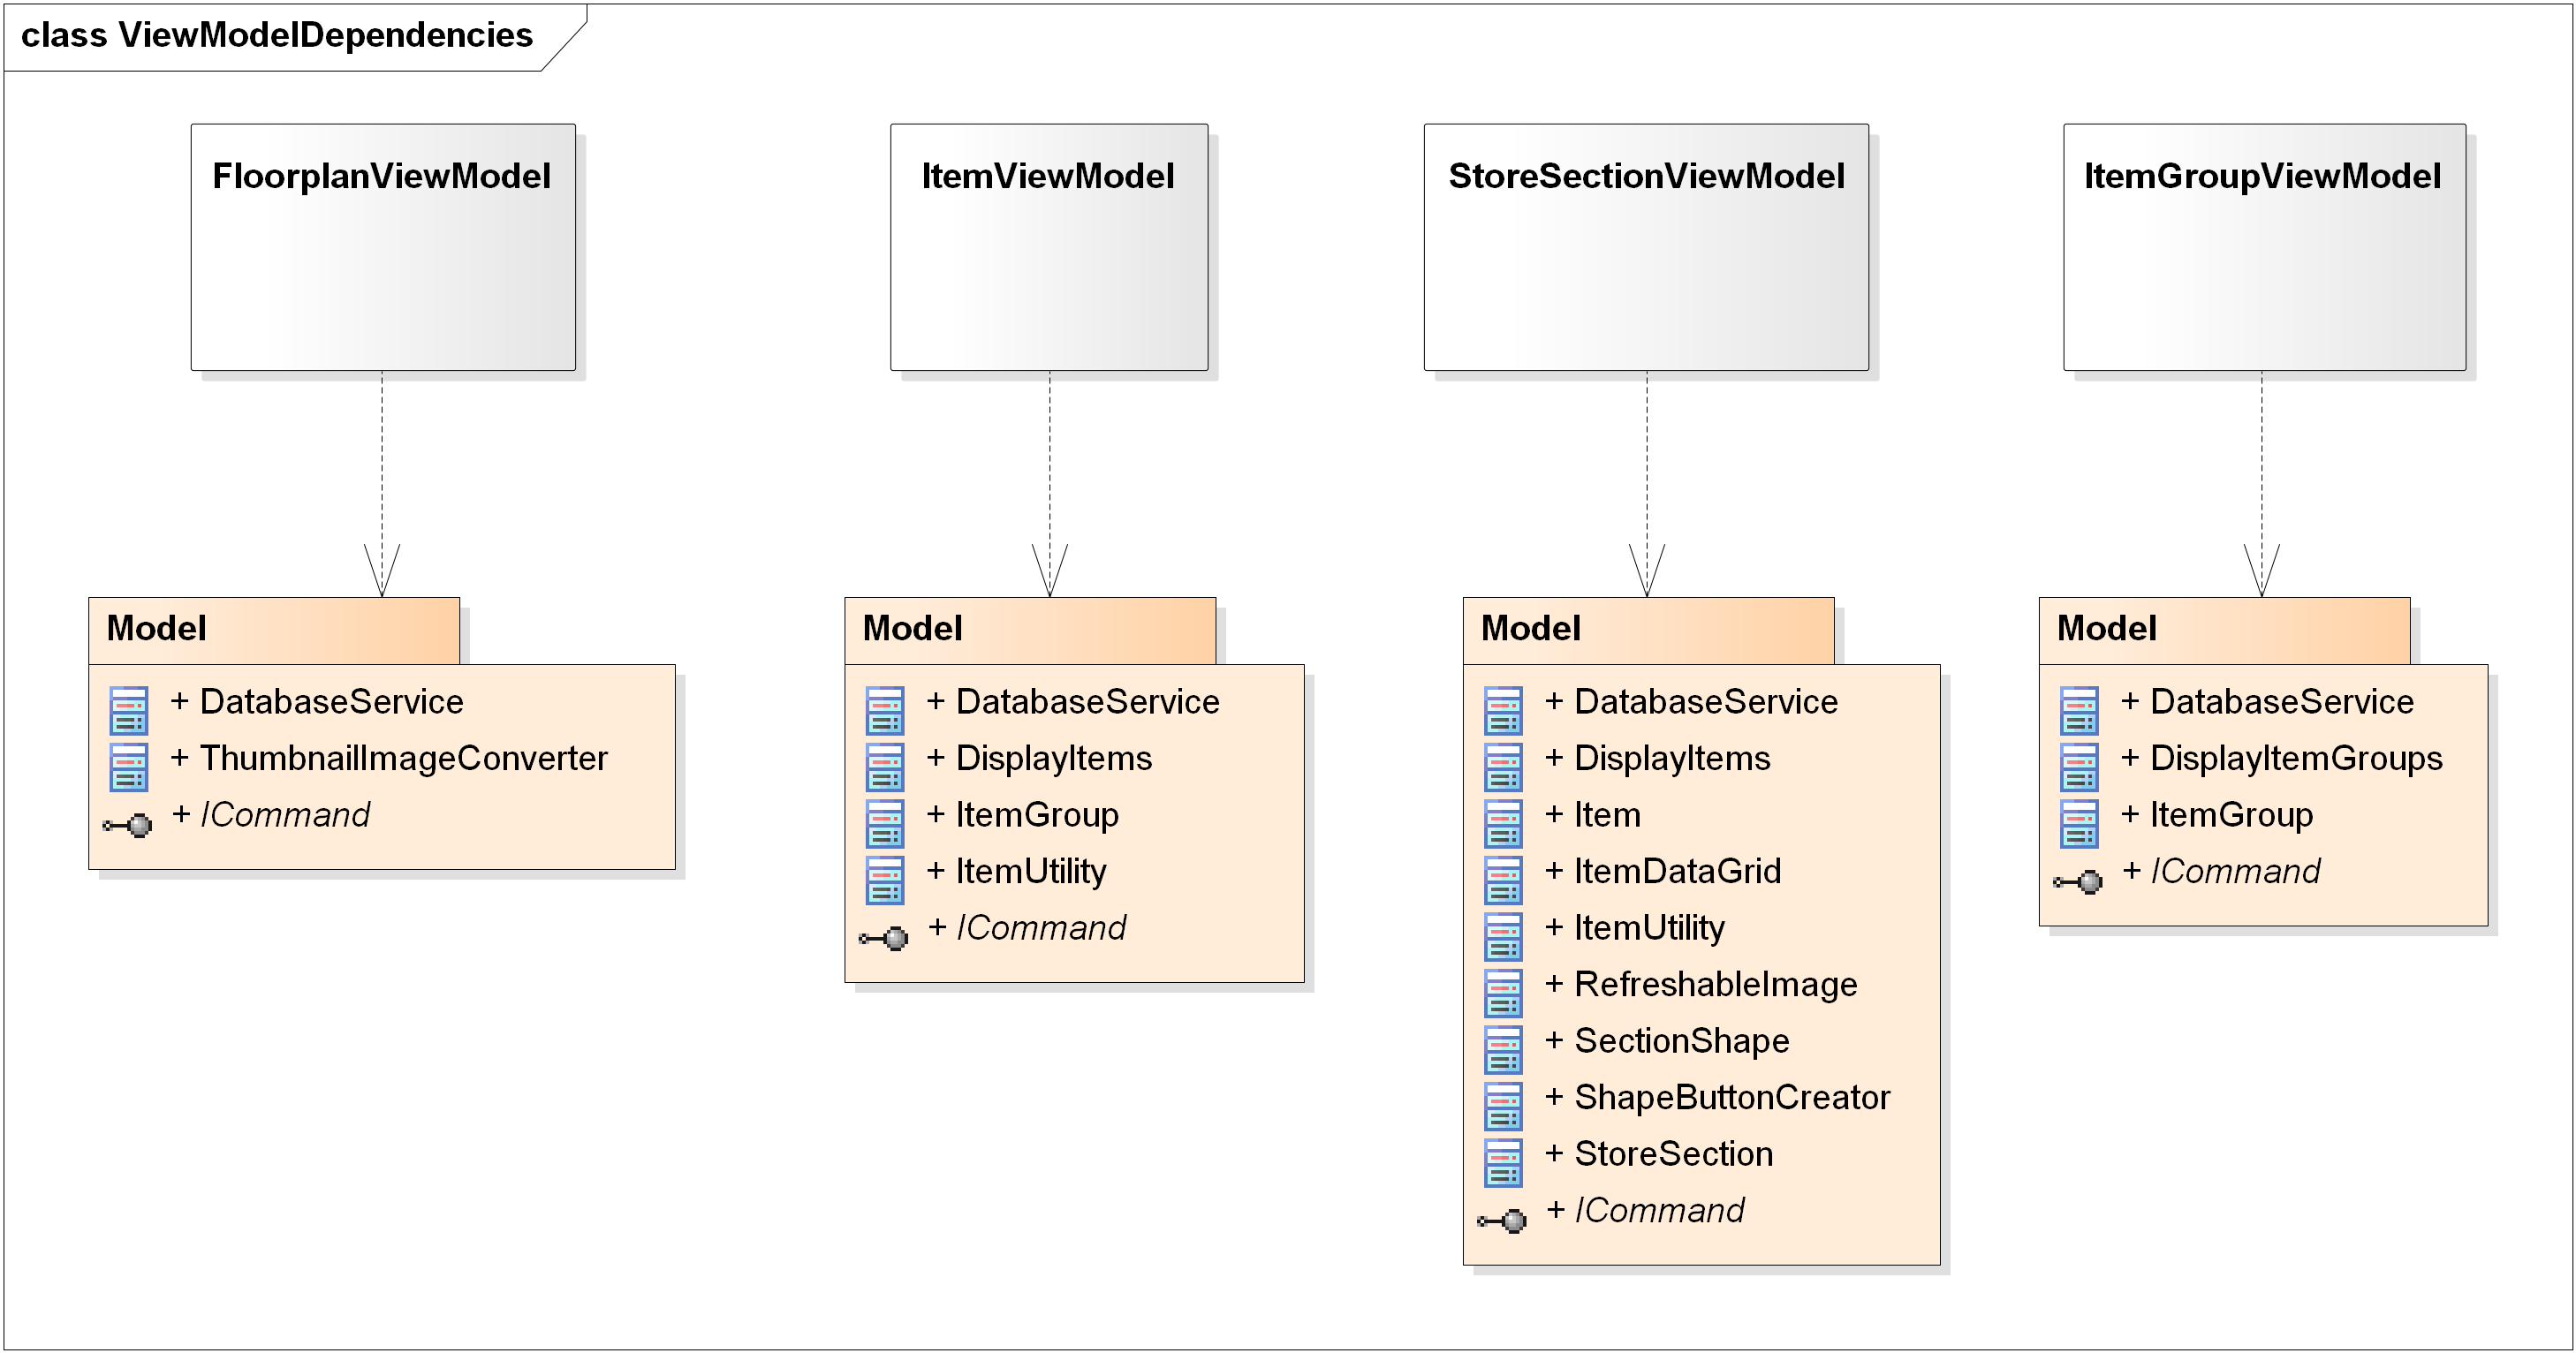 class ViewModelDependencies
FloorplanViewModel
ItemViewModel
StoreSectionViewModel
ItemGroupViewModel
Model
+ DatabaseService
+ ThumbnailImageConverter
+ ICommand
Model
+ DatabaseService
+ DisplayItems
+ ItemGroup
+ ItemUtility
+ ICommand
Model
+ DatabaseService
+ DisplayItems
+ Item
+ ItemDataGrid
+ ItemUtility
+ RefreshableImage
+ SectionShape
+ ShapeButtonCreator
+ StoreSection
+ ICommand
Model
+ DatabaseService
+ DisplayItemGroups
+ ItemGroup
+ ICommand